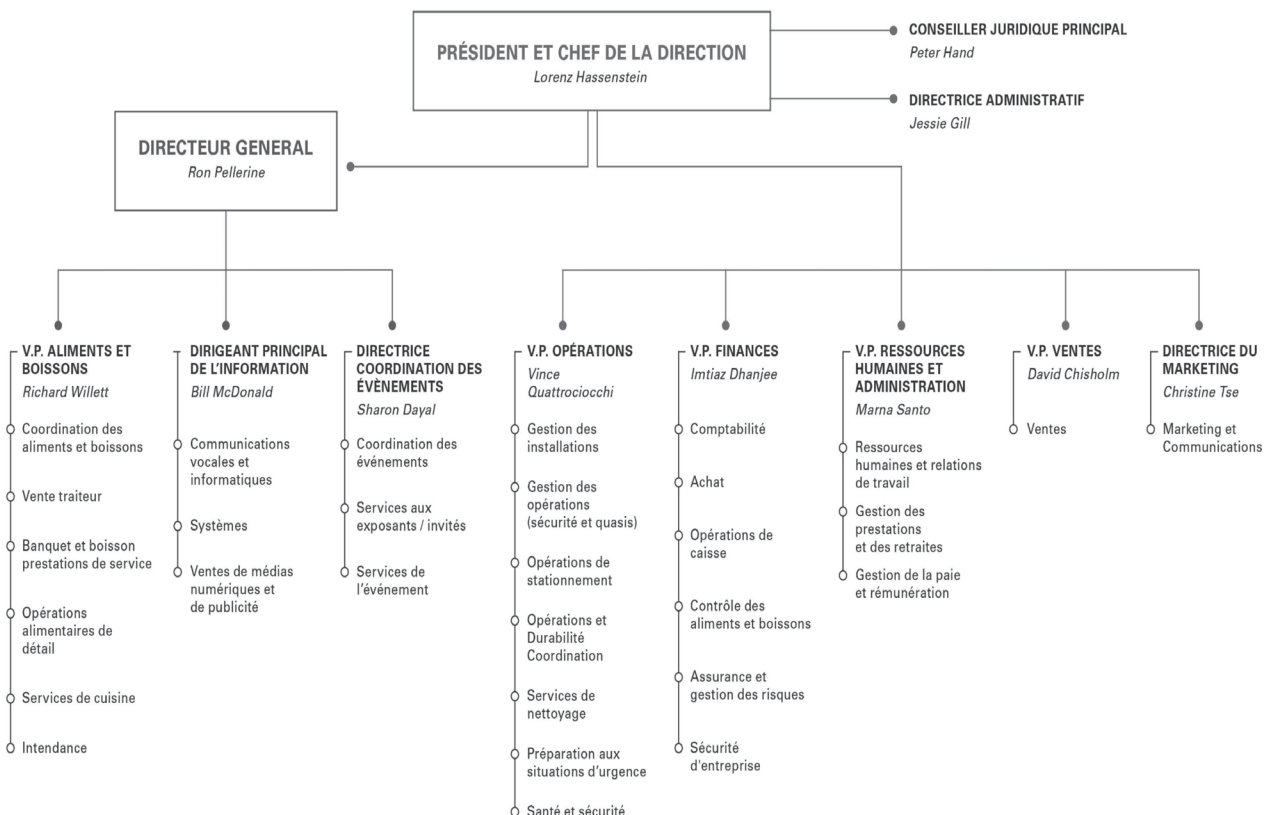 PRÉSIDENT ET CHEF DE LA DIRECTION
Lorenz Hassenstein
CONSEILLER JURIDIQUE PRINCIPAL
Peter Hand
DIRECTRICE ADMINISTRATIF
Jessie Gill
DIRECTEUR GENERAL
Ron Pellerine
V.P. ALIMENTS ET
BOISSONS
Richard Willett
Coordination des
aliments et boissons
Vente traiteur
Banquet et boisson
prestations de service
Opérations
alimentaires de
détail
Services de cuisine
Intendance
DIRIGEANT PRINCIPAL
DE L'INFORMATION
Bill McDonald
Communications
vocales et
informatiques
Systèmes
Ventes de médias
numériques et
de publicité
DIRECTRICE
COORDINATION DES
ÉVÈNEMENTS
Sharon Dayal
Coordination des
événements
Services aux
exposants / invités
Services de
l'événement
V.P. OPÉRATIONS
Vince
Quattrociocchi
Gestion des
installations
Gestion des
opérations
(sécurité et quasis)
Opérations de
stationnement
Opérations et
Durabilité
Coordination
Services de
nettoyage
Préparation aux
situations d'urgence
Santé et sécurité
V.P. FINANCES
Imtiaz Dhanjee
Comptabilité
Achat
Opérations de
caisse
Contrôle des
aliments et boissons
Assurance et
gestion des risques
Sécurité
d'entreprise
V.P. RESSOURCES
HUMAINES ET
ADMINISTRATION
Marna Santo
Ressources
humaines et relations
de travail
Gestion des
prestations
et des retraites
Gestion de la paie
et rémunération
V.P. VENTES
David Chisholm
Ventes
DIRECTRICE DU
MARKETING
Christine Tse
Marketing et
Communications